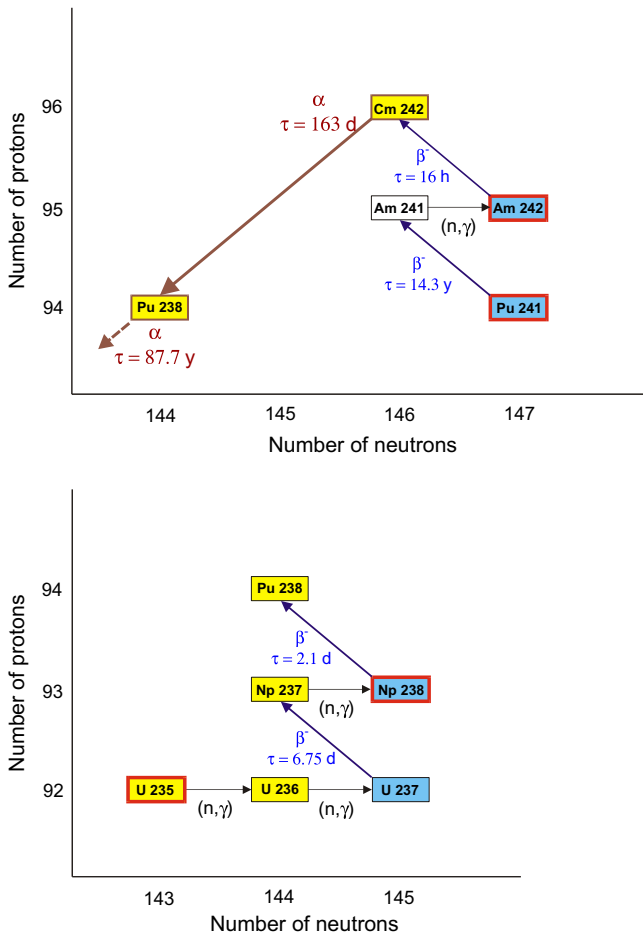 Number of protons
96
95
94
α
τ = 163 d
Cm 242
β-
τ = 16 h
Am 241
(n,γ)
Am 242
β-
τ = 14.3 y
Pu 238
Pu 241
α
τ = 87.7 y
144
145
146
147
Number of neutrons
Number of protons
94
93
92
Pu 238
β-
τ = 2.1 d
Np 237
(n,γ)
Np 238
β-
τ = 6.75 d
U 235
(n,γ)
U 236
(n,γ)
U 237
143
144
145
Number of neutrons